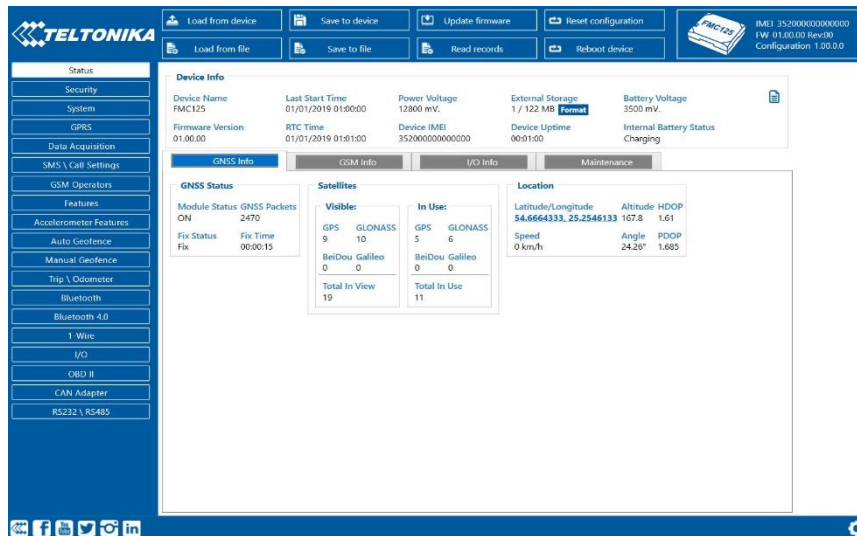 TELTONIKA
Load from device
Save to device
Update firmware
Reset configuration
Load from file
Save to file
Read records
Reboot device
FMC125
IMEI 352000000000000
FW 01.00.00 Rev:00
Configuration 1.00.0.0
Status
Security
System
GPRS
Data Acquisition
SMS \ Call Settings
GSM Operators
Features
Accelerometer Features
Auto Geofence
Manual Geofence
Trip \ Odometer
Bluetooth
Bluetooth 4.0
1-Wire
I/O
OBD II
CAN Adapter
RS232 \ RS485
Device Info
Device Name Last Start Time Power Voltage External Storage Battery Voltage
FMC125 01/01/2019 01:00:00 12800 mV. 1 / 122 MB Format 3500 mV.
Firmware Version RTC Time Device IMEI Device Uptime Internal Battery Status
01.00.00 01/01/2019 01:01:00 352000000000000 00:01:00 Charging
GNSS Info GSM Info I/O Info Maintenance
GNSS Status
Module Status GNSS Packets
ON 2470
Fix Status Fix Time
Fix 00:00:15
Satellites
Visible:
GPS GLONASS
9 10
BeiDou Galileo
0 0
Total In View
19
In Use:
GPS GLONASS
5 6
BeiDou Galileo
0 0
Total In Use
11
Location
Latitude/Longitude Altitude HDOP
54.6664333, 25.2546133 167.8 1.61
Speed Angle PDOP
0 km/h 24.26° 1.685